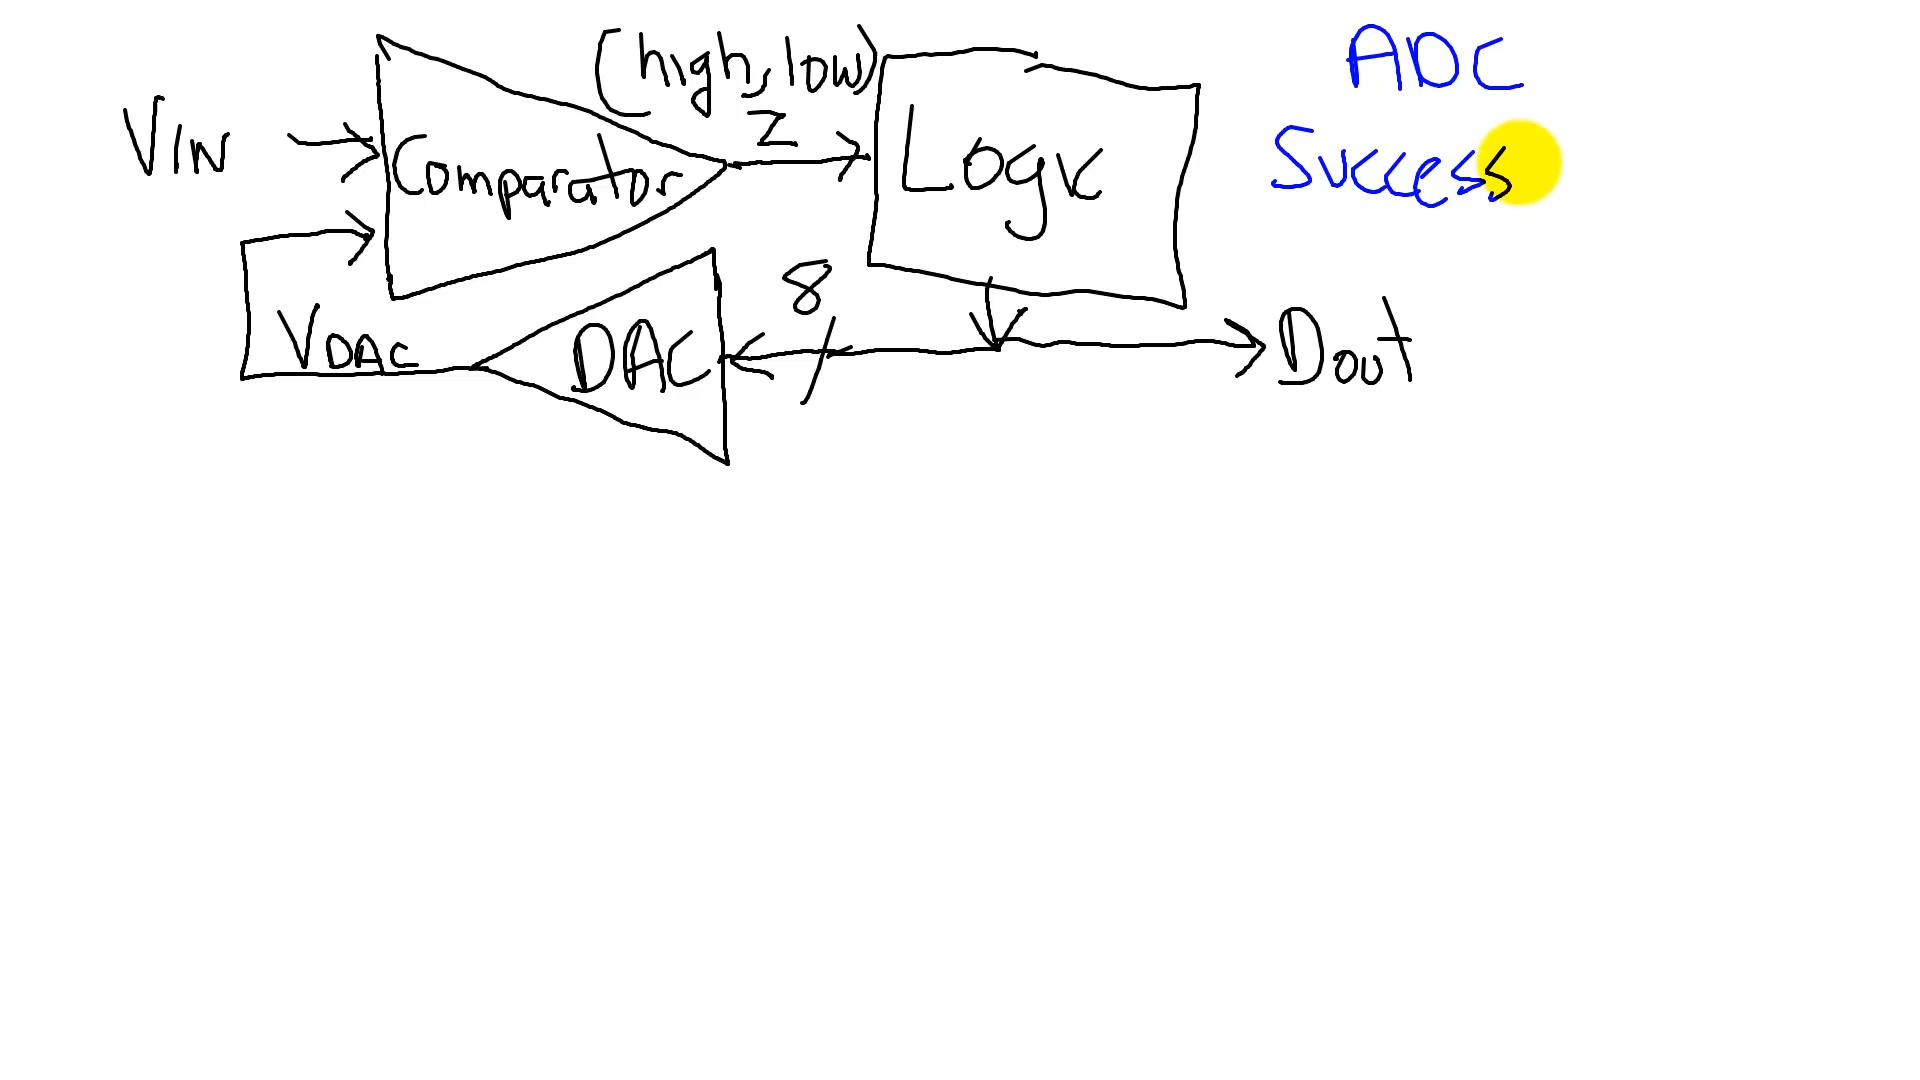 VIN
Comparator
(high, low)
Z
Logic
ADC
Success
VDAC
DAC
8
Dout